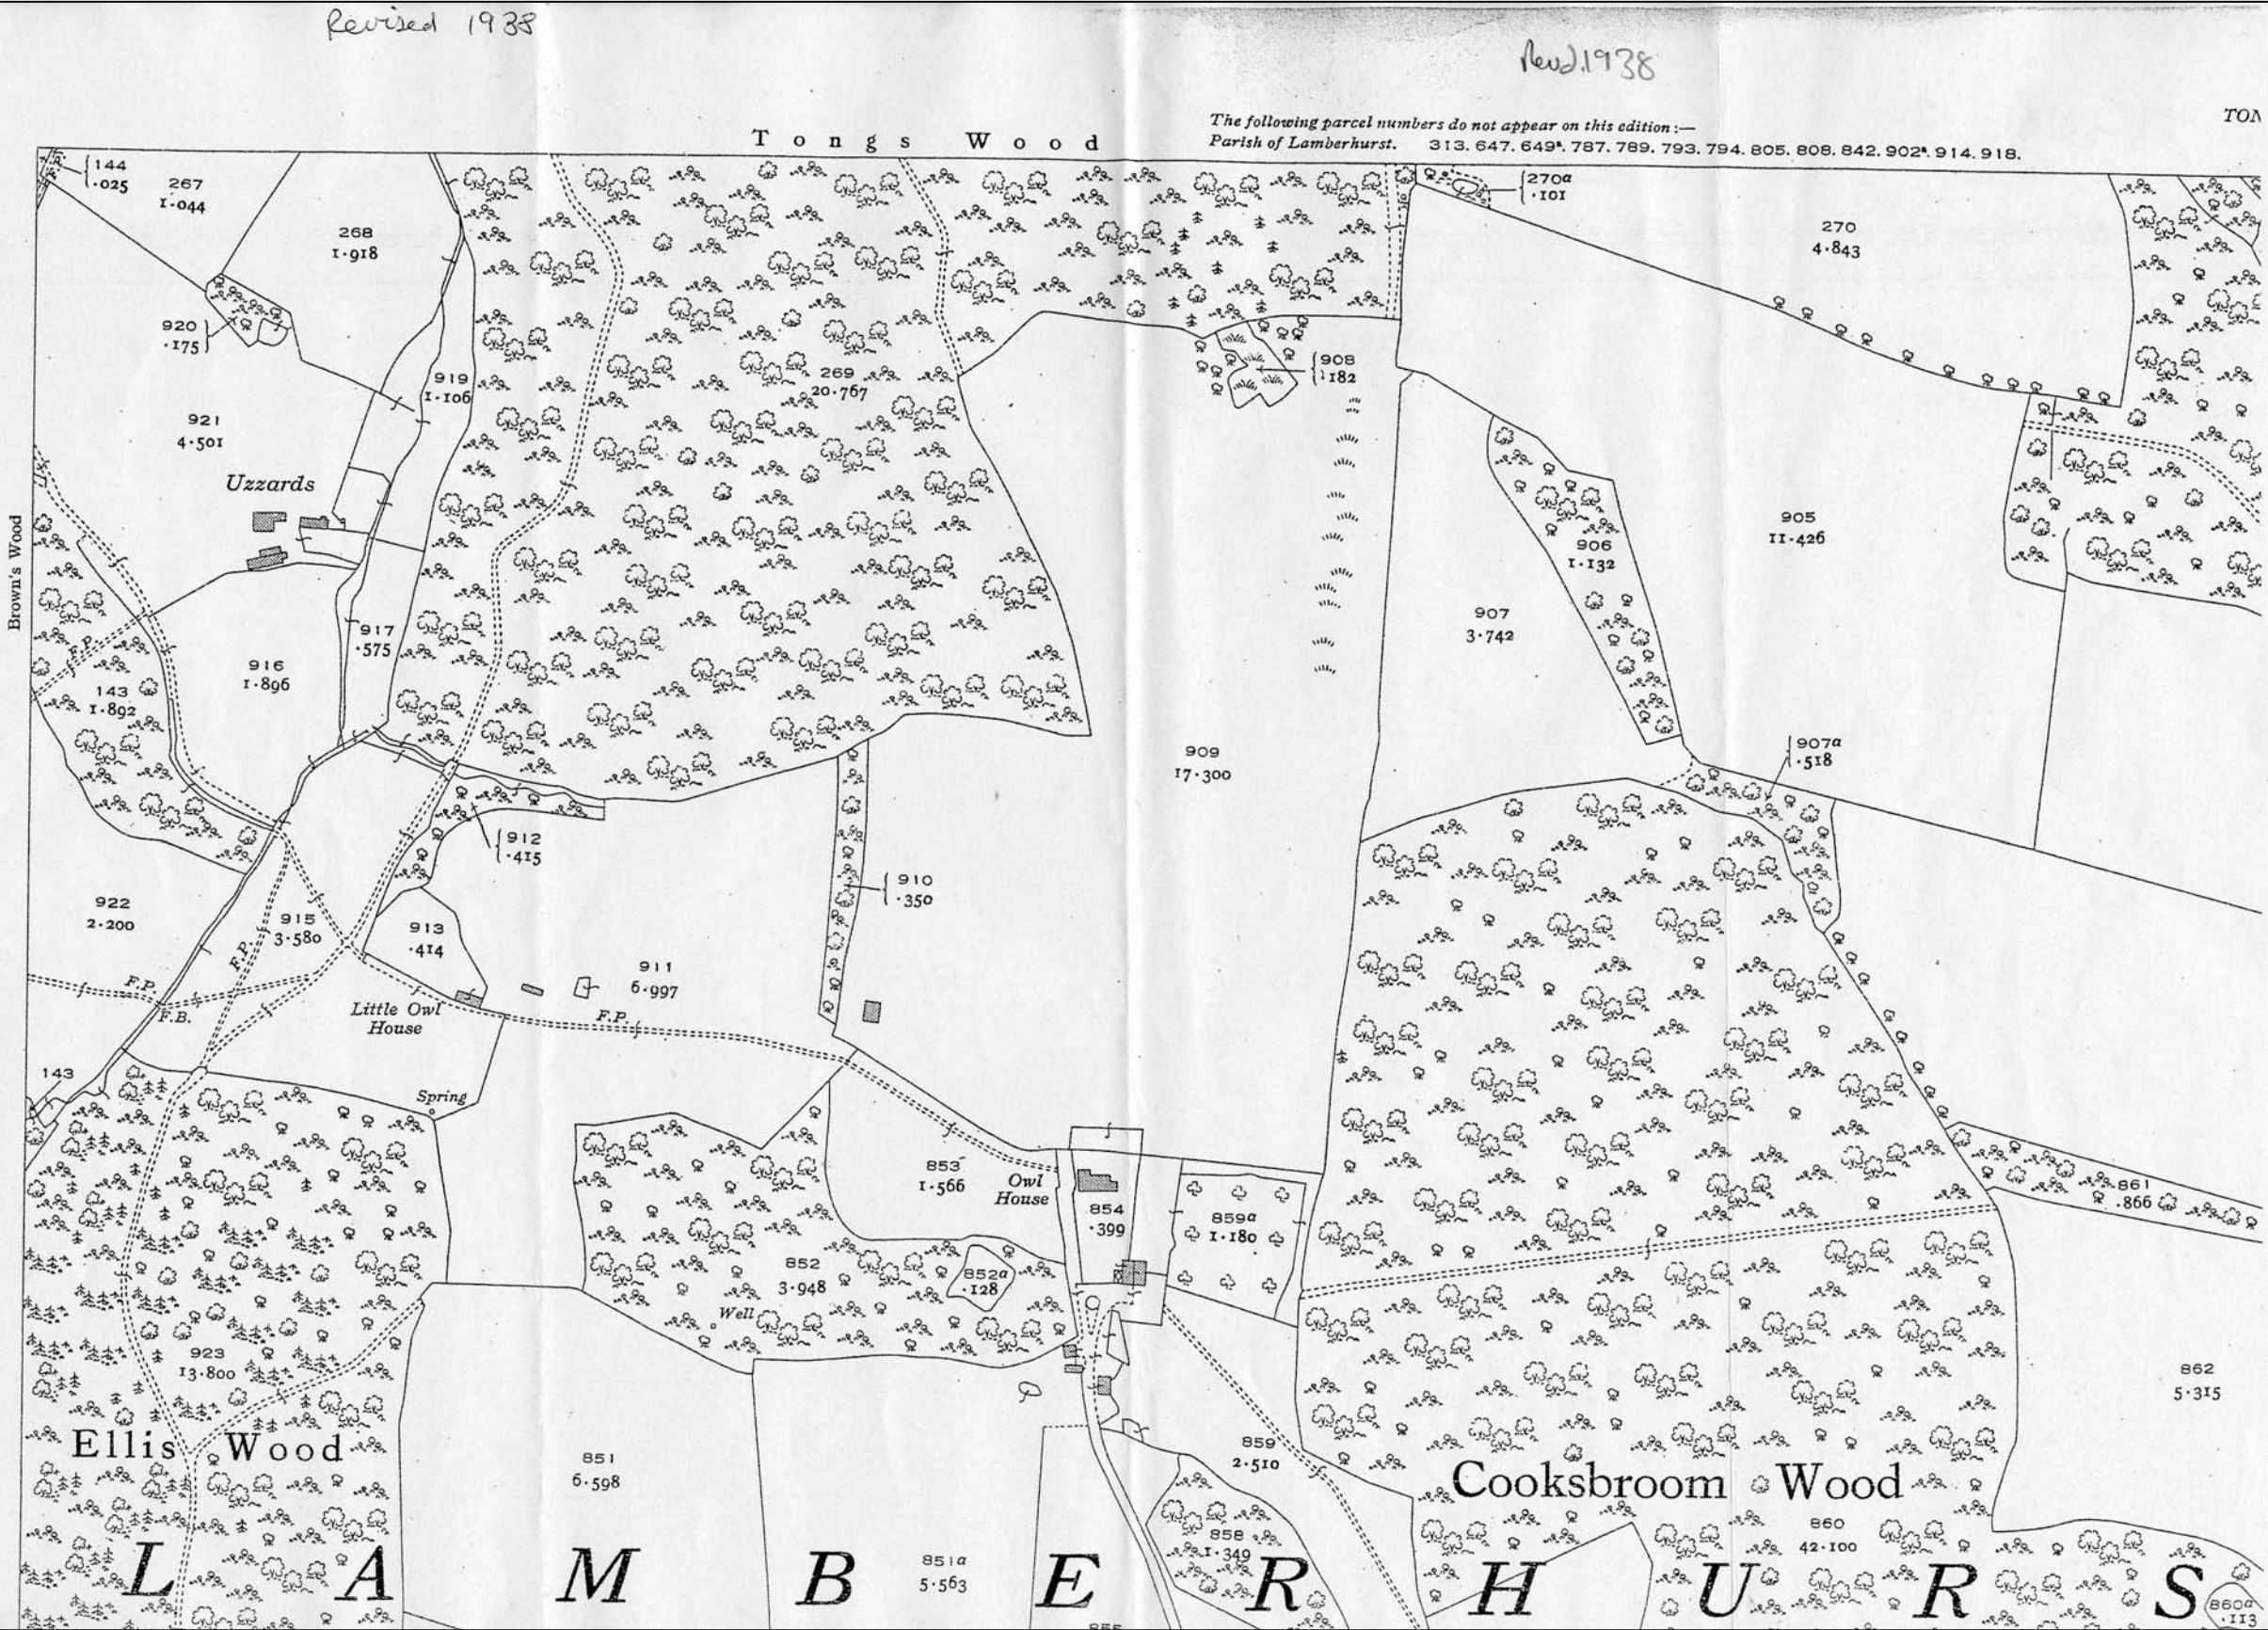 Revised 1938
Revd. 1938
The following parcel numbers do not appear on this edition:—
Parish of Lamberhurst. 313. 647. 649ª. 787. 789. 793. 794. 805. 808. 842. 902ª. 914. 918.
TON
Tongs Wood
144
.025
267
1.044
268
1.918
270a
.101
270
4.843
920
.175
919
1.106
269
20.767
908
.182
921
4.501
Uzzards
Brown's Wood
905
11.426
906
1.132
907
3.742
917
.575
916
1.896
F.P.
143
1.892
909
17.300
907a
.518
912
.415
910
.350
922
2.200
915
3.580
F.P.
913
.414
911
6.997
F.P.
F.B.
Little Owl
House
F.P.
143
Spring
853
1.566
Owl
House
854
.399
859a
1.180
861
.866
852
3.948
852a
.128
Well
923
13.800
862
5.315
Ellis Wood
851
6.598
859
2.510
Cooksbroom Wood
858
1.349
860
42.100
851a
5.563
LAMBERHURS
860a
.113
855